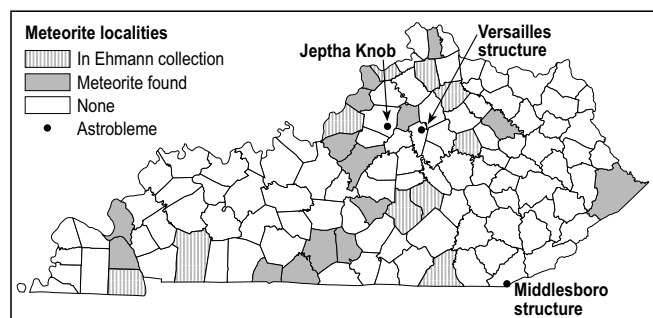 Meteorite localities
In Ehmann collection
Meteorite found
None
Astrobleme
Jeptha Knob
Versailles
structure
Middlesboro
structure